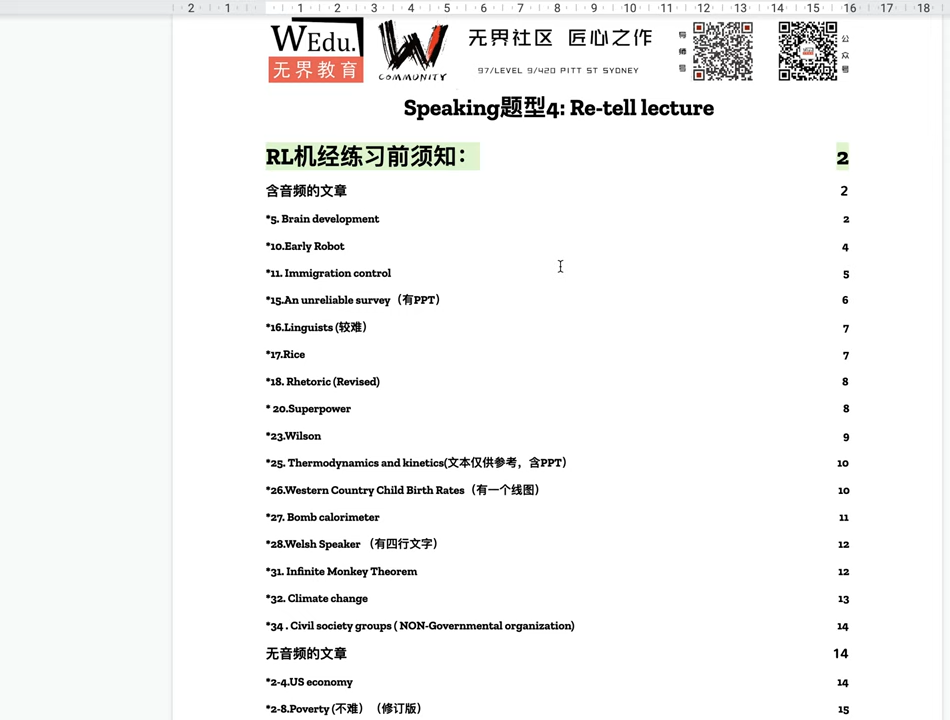 2 1 1 2 3 4 5 6 7 8 9 10 11 12 13 14 15 16 17 18
WEdu.
无界教育
W
COMMUNITY
无界社区 匠心之作
97/LEVEL 9/420 PITT ST SYDNEY
导师号
公众号
Speaking题型4: Re-tell lecture
RL机经练习前须知： 2
含音频的文章 2
*5. Brain development 2
*10.Early Robot 4
*11. Immigration control 5
*15.An unreliable survey（有PPT） 6
*16.Linguists (较难） 7
*17.Rice 7
*18. Rhetoric (Revised) 8
* 20.Superpower 8
*23.Wilson 9
*25. Thermodynamics and kinetics(文本仅供参考，含PPT） 10
*26.Western Country Child Birth Rates（有一个线图） 10
*27. Bomb calorimeter 11
*28.Welsh Speaker （有四行文字） 12
*31. Infinite Monkey Theorem 12
*32. Climate change 13
*34 . Civil society groups ( NON-Governmental organization) 14
无音频的文章 14
*2-4.US economy 14
*2-8.Poverty (不难）（修订版） 15